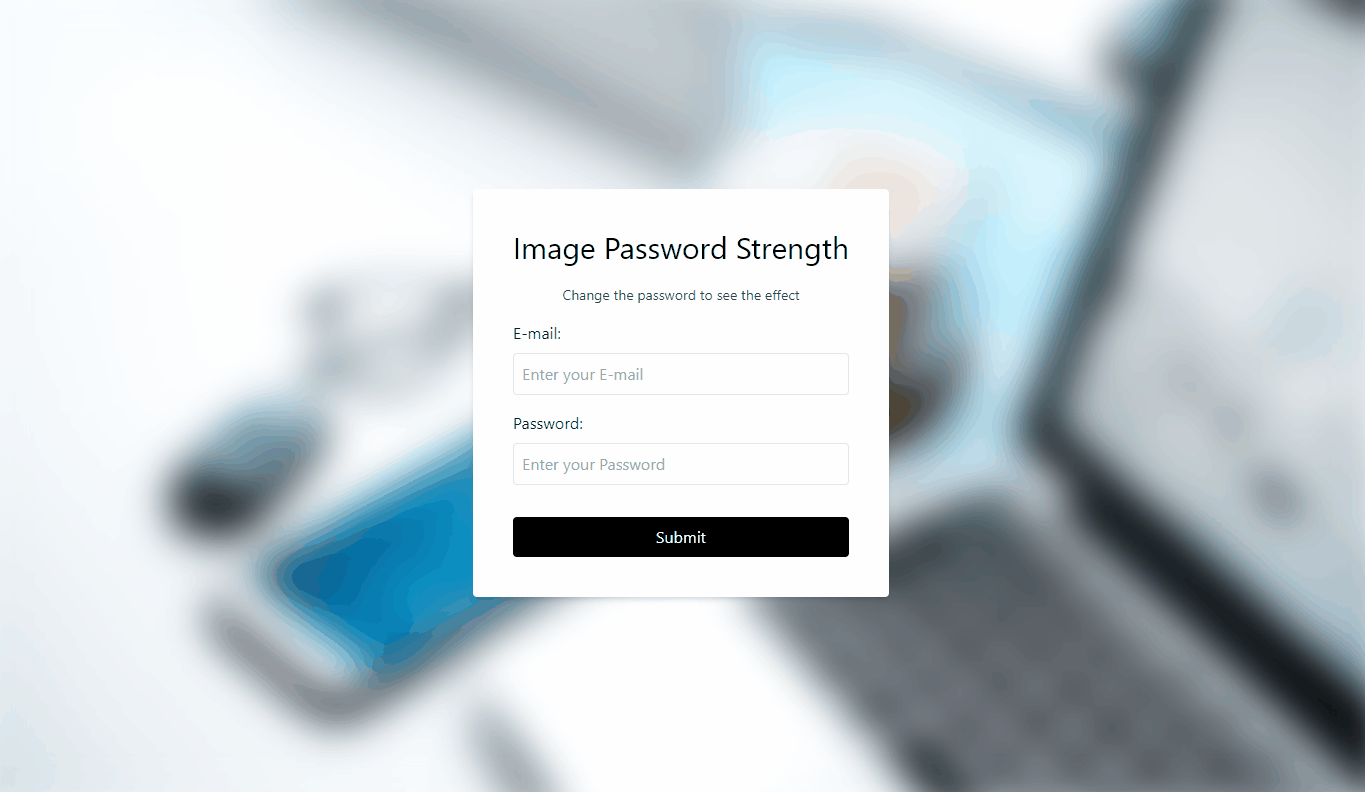 Image Password Strength
Change the password to see the effect
E-mail:
Enter your E-mail
Password:
Enter your Password
Submit